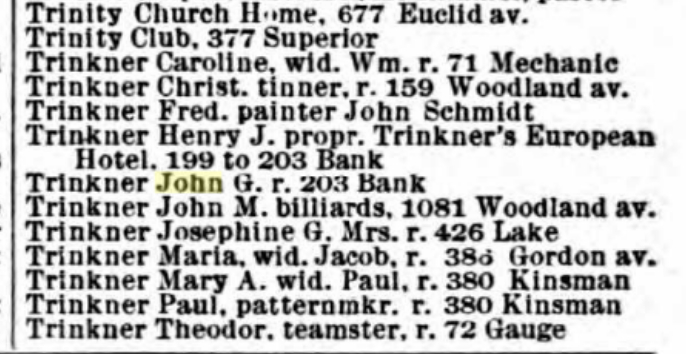 Trinity Church Home, 677 Euclid av.
Trinity Club, 377 Superior
Trinkner Caroline, wid. Wm. r. 71 Mechanic
Trinkner Christ. tinner, r. 159 Woodland av.
Trinkner Fred. painter John Schmidt
Trinkner Henry J. propr. Trinkner's European
Hotel. 199 to 203 Bank
Trinkner John G. r. 203 Bank
Trinkner John M. billiards, 1081 Woodland av.
Trinkner Josephine G. Mrs. r. 426 Lake
Trinkner Maria, wid. Jacob, r. Gordon av.
Trinkner Mary A. wid. Paul, r. 380 Kinsman
Trinkner Paul, patternmkr. r. 380 Kinsman
Trinkner Theodor, teamster, r. 72 Gauge